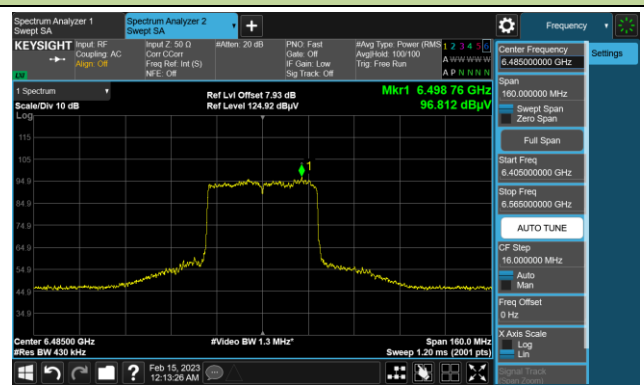 Spectrum Analyzer 1
Swept SA
Spectrum Analyzer 2
Swept SA
Frequency
KEYSIGHT
Input: RF
Coupling: AC
Align: Off
Input Z: 50 Ω
Corr CCorr
Freq Ref: Int (S)
NFE: Off
#Atten: 20 dB
PNO: Fast
Gate: Off
IF Gain: Low
Sig Track: Off
#Avg Type: Power (RMS
Avg|Hold: 100/100
Trig: Free Run
1 2 3 4 5 6
A W W W W W
A P N N N N
LW
1 Spectrum
Scale/Div 10 dB
Log
Ref Lvl Offset 7.93 dB
Ref Level 124.92 dBµV
Mkr1 6.498 76 GHz
96.812 dBµV
115
105
94.9
84.9
74.9
64.9
54.9
44.9
34.9
1
Center 6.48500 GHz
#Res BW 430 kHz
#Video BW 1.3 MHz*
Span 160.0 MHz
Sweep 1.20 ms (2001 pts)
Center Frequency
6.485000000 GHz
Settings
Span
160.000000 MHz
Swept Span
Zero Span
Full Span
Start Freq
6.405000000 GHz
Stop Freq
6.565000000 GHz
AUTO TUNE
CF Step
16.000000 MHz
Auto
Man
Freq Offset
0 Hz
X Axis Scale
Log
Lin
Signal Track
(Span Zoom)
?
Feb 15, 2023
12:13:26 AM